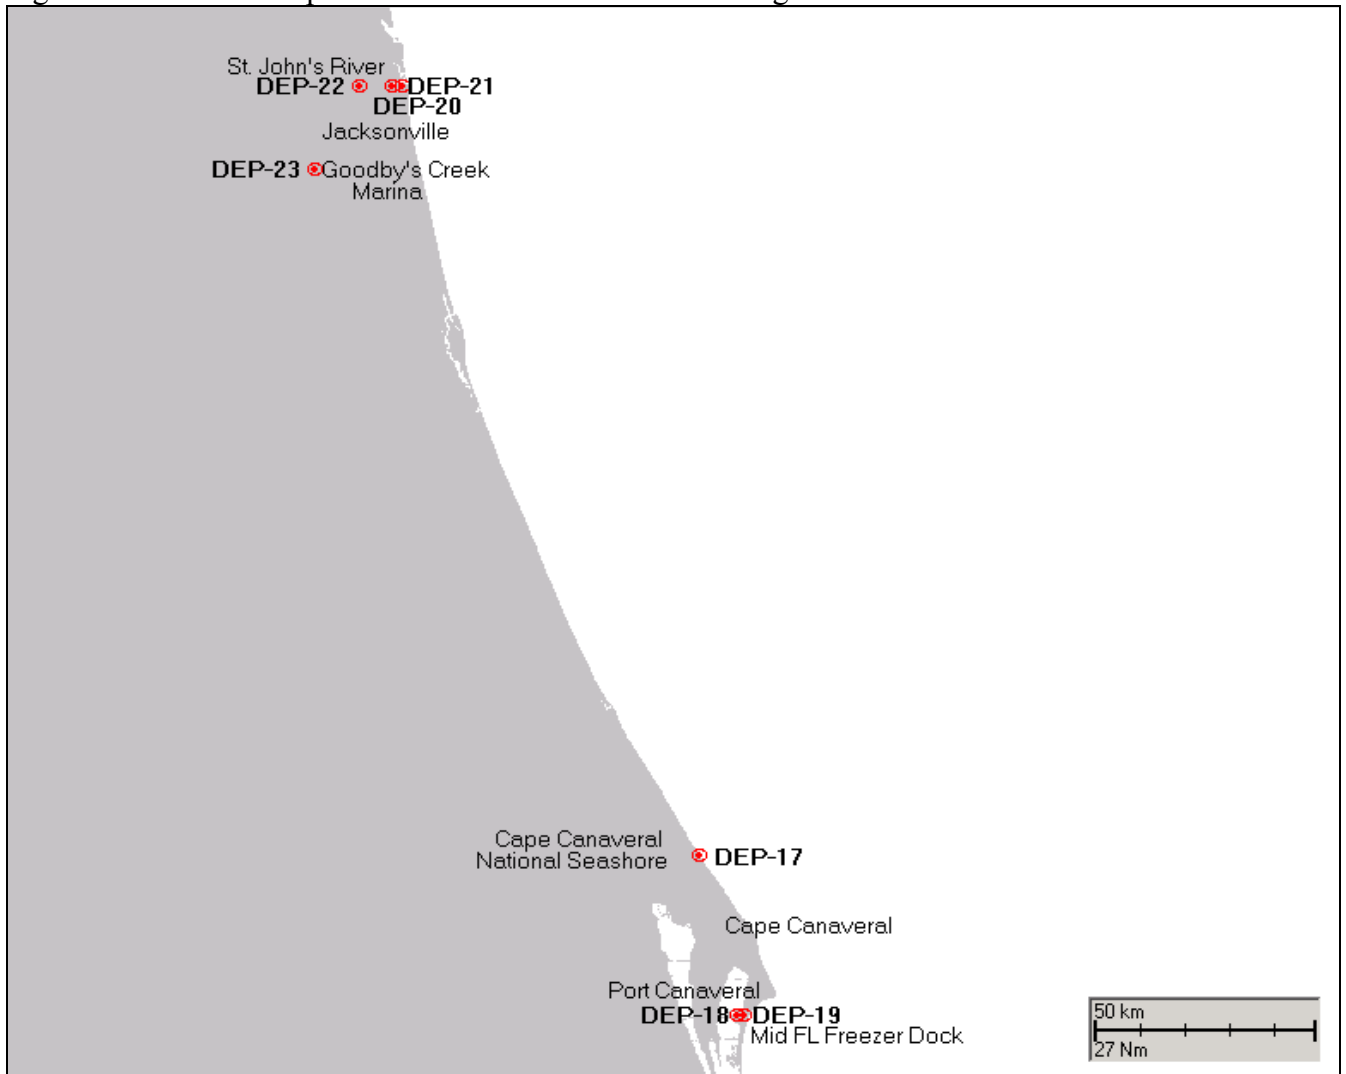 St. John's River
DEP-22
DEP-21
DEP-20
Jacksonville
DEP-23
Goodby's Creek
Marina
Cape Canaveral
National Seashore
DEP-17
Cape Canaveral
Port Canaveral
DEP-18
DEP-19
Mid FL Freezer Dock
50 km
27 Nm